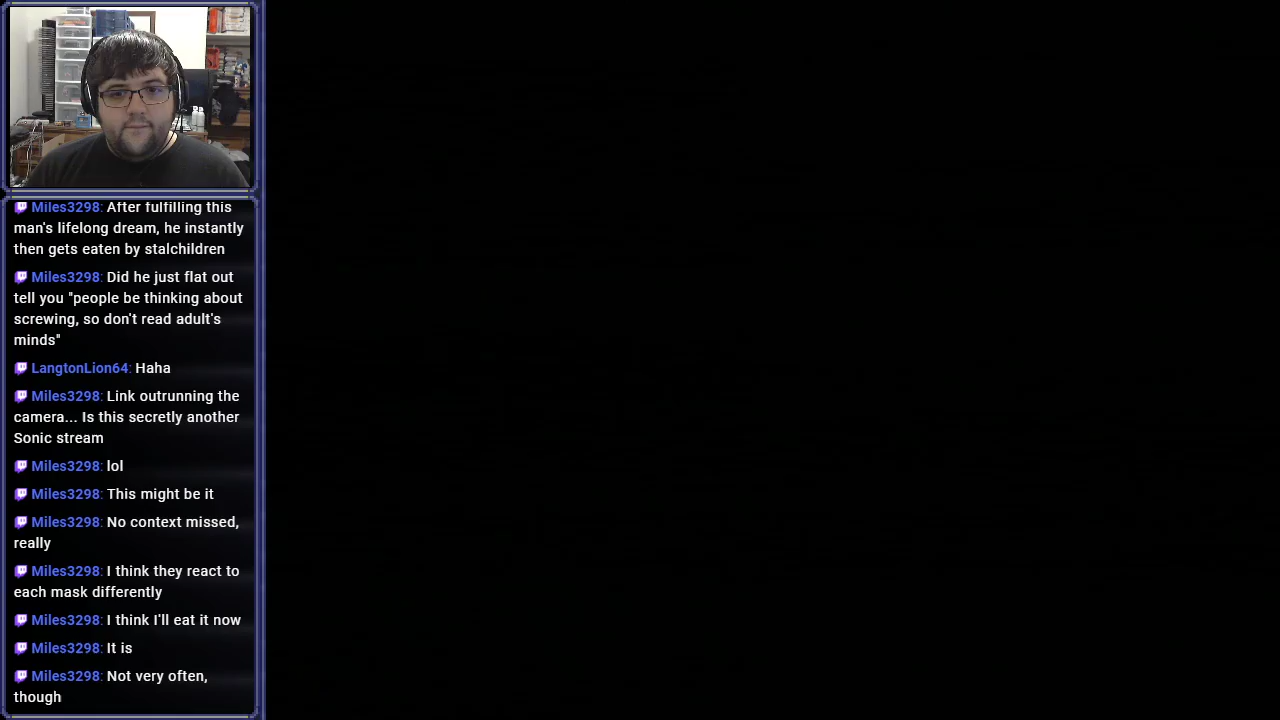 Miles3298: After fulfilling this
man's lifelong dream, he instantly
then gets eaten by stalchildren
Miles3298: Did he just flat out
tell you "people be thinking about
screwing, so don't read adult's
minds"
LangtonLion64: Haha
Miles3298: Link outrunning the
camera... Is this secretly another
Sonic stream
Miles3298: lol
Miles3298: This might be it
Miles3298: No context missed,
really
Miles3298: I think they react to
each mask differently
Miles3298: I think I'll eat it now
Miles3298: It is
Miles3298: Not very often,
though